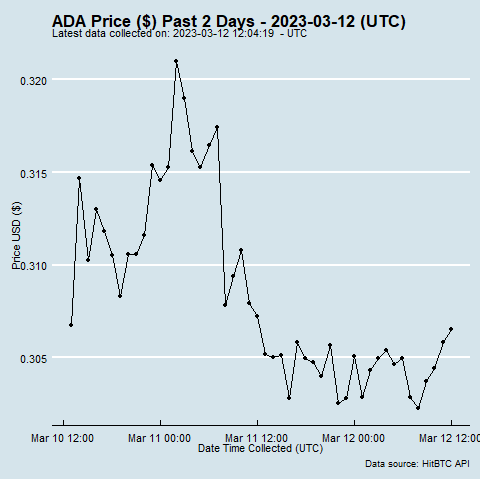 ADA Price ($) Past 2 Days - 2023-03-12 (UTC)
Latest data collected on: 2023-03-12 12:04:19 - UTC
0.320
0.315
0.310
0.305
Price USD ($)
Mar 10 12:00 Mar 11 00:00 Mar 11 12:00 Mar 12 00:00 Mar 12 12:00
Date Time Collected (UTC)
Data source: HitBTC API